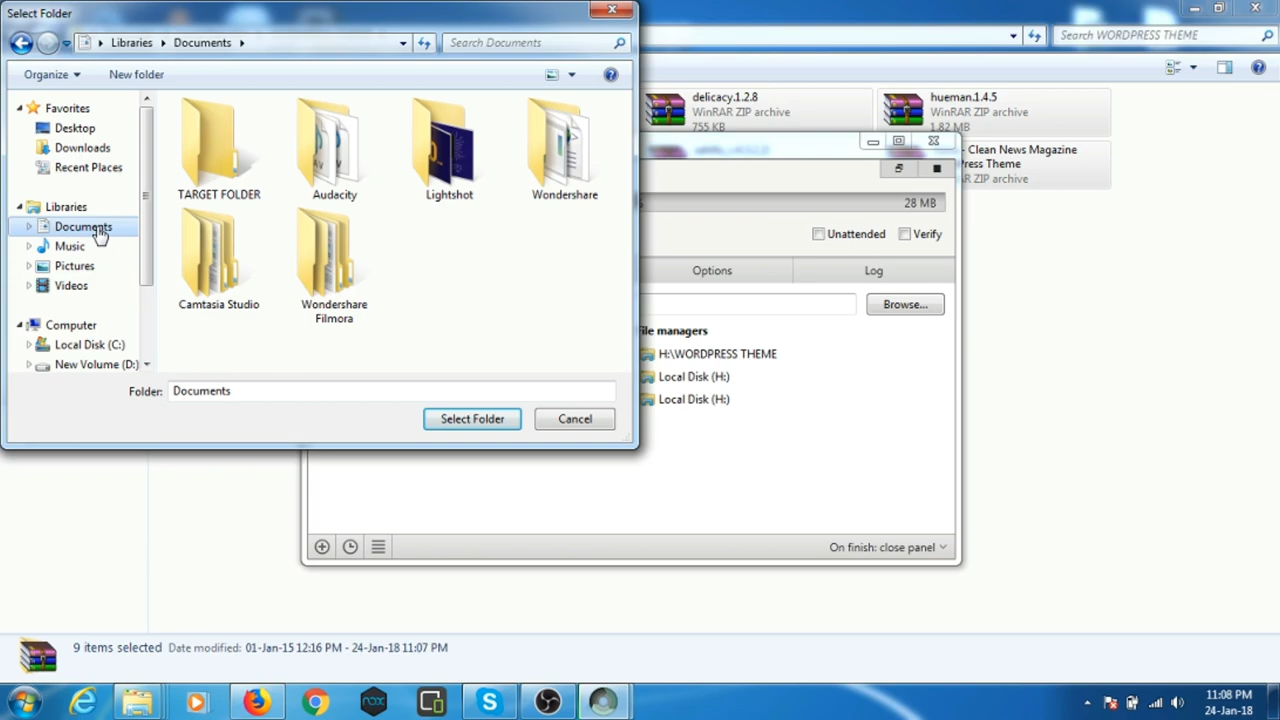 Select Folder
Libraries Documents
Search Documents
Search WORDPRESS THEME
Organize
New folder
Favorites
Desktop
Downloads
Recent Places
Libraries
Documents
Music
Pictures
Videos
Computer
Local Disk (C:)
New Volume (D:)
TARGET FOLDER
Audacity
Lightshot
Wondershare
Camtasia Studio
Wondershare
Filmora
Folder: Documents
Select Folder
Cancel
delicacy.1.2.8
WinRAR ZIP archive
755 KB
hueman.1.4.5
WinRAR ZIP archive
1.82 MB
- Clean News Magazine
Press Theme
AR ZIP archive
28 MB
Unattended
Verify
Options
Log
Browse...
file managers
H:\WORDPRESS THEME
Local Disk (H:)
Local Disk (H:)
On finish: close panel
9 items selected Date modified: 01-Jan-15 12:16 PM - 24-Jan-18 11:07 PM
nox
11:08 PM
24-Jan-18